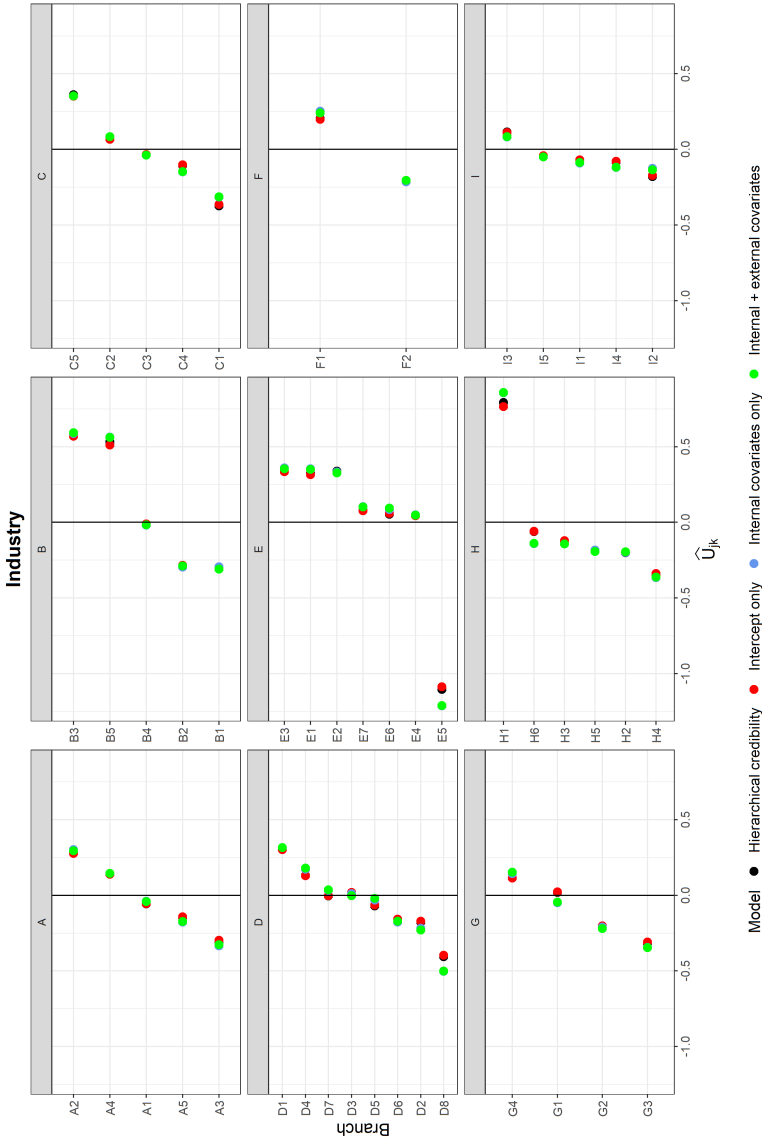 Industry
A
B
C
A2
A4
A1
A5
A3
B3
B5
B4
B2
B1
C5
C2
C3
C4
C1
D
E
F
D1
D4
D7
D3
D5
D6
D2
D8
E3
E1
E2
E7
E6
E4
E5
F1
F2
G
H
I
G4
G1
G2
G3
H1
H6
H3
H5
H2
H4
I3
I5
I1
I4
I2
-1.0 -0.5 0.0 0.5
-1.0 -0.5 0.0 0.5
-1.0 -0.5 0.0 0.5
Branch
Û_jk
Model Hierarchical credibility Intercept only Internal covariates only Internal + external covariates